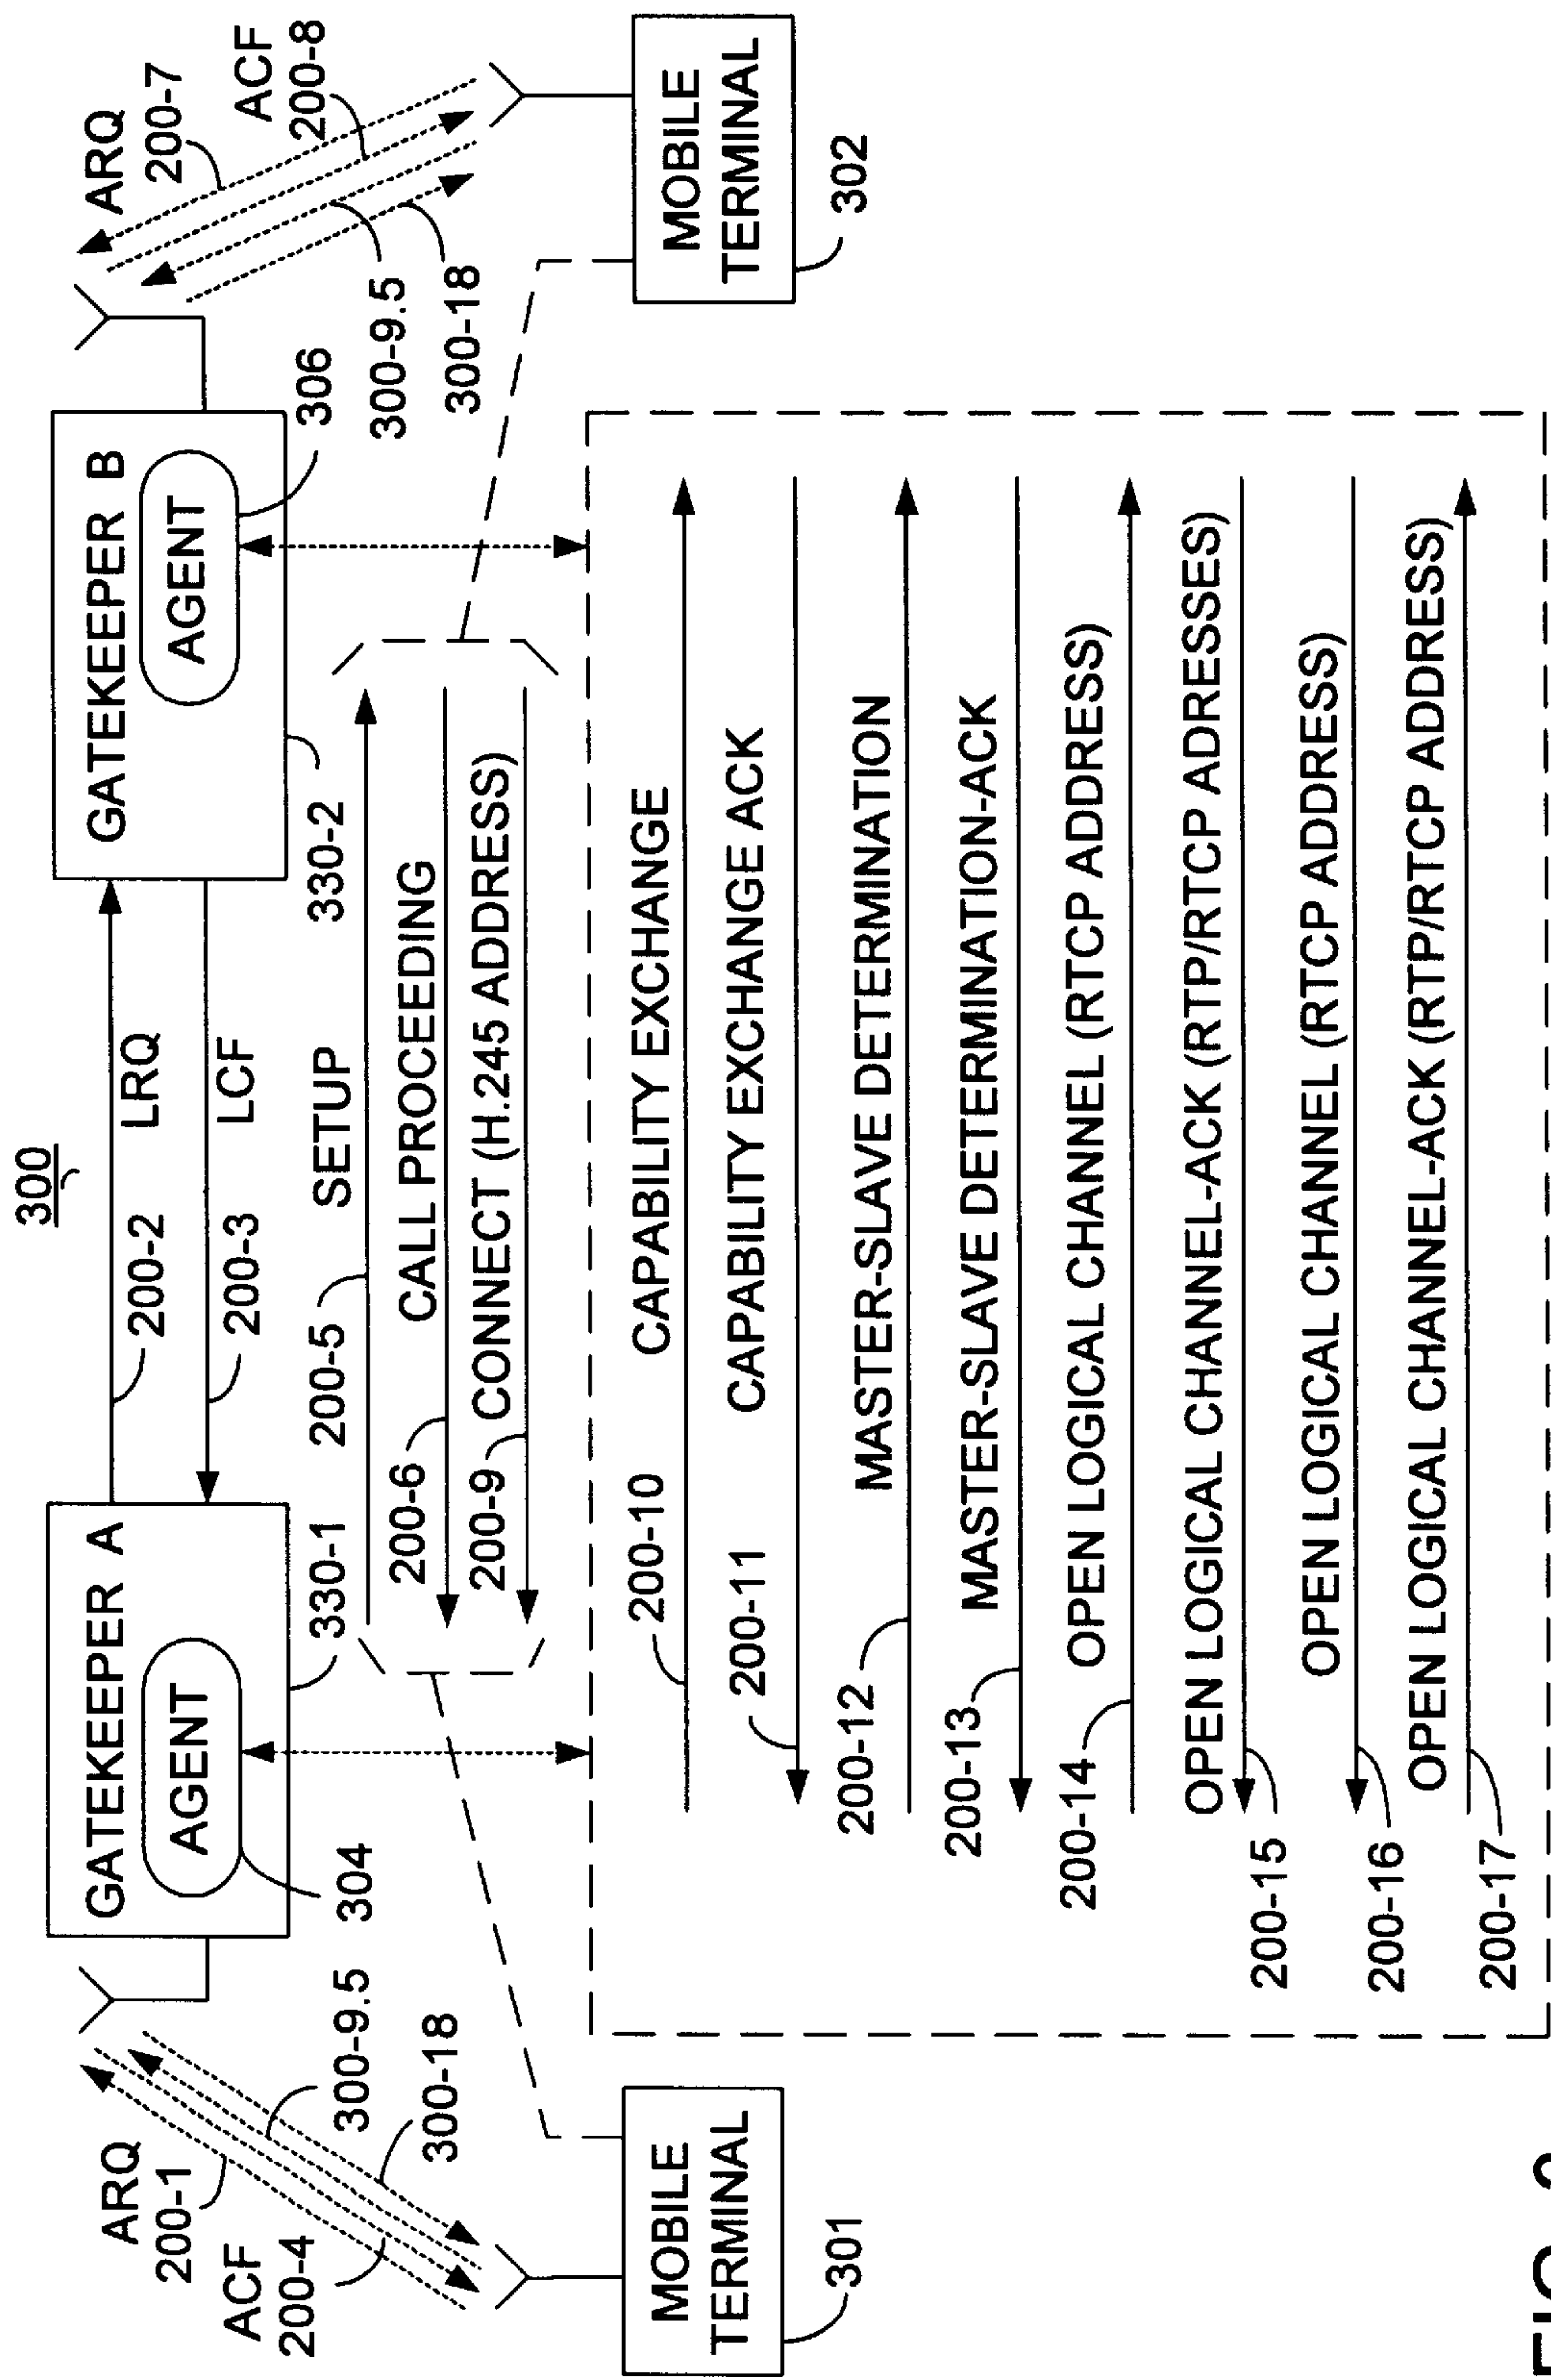 300
GATEKEEPER A
AGENT
304
330-1
GATEKEEPER B
AGENT
306
330-2
200-2
LRQ
200-3
LCF
ARQ
200-1
ACF
200-4
300-9.5
300-18
ARQ
200-7
ACF
200-8
300-9.5
300-18
MOBILE
TERMINAL
301
MOBILE
TERMINAL
302
200-5
SETUP
200-6
CALL PROCEEDING
200-9
CONNECT (H.245 ADDRESS)
200-10
CAPABILITY EXCHANGE
200-11
CAPABILITY EXCHANGE ACK
200-12
MASTER-SLAVE DETERMINATION
200-13
MASTER-SLAVE DETERMINATION-ACK
200-14
OPEN LOGICAL CHANNEL (RTCP ADDRESS)
200-15
OPEN LOGICAL CHANNEL-ACK (RTP/RTCP ADRESSES)
200-16
OPEN LOGICAL CHANNEL (RTCP ADDRESS)
200-17
OPEN LOGICAL CHANNEL-ACK (RTP/RTCP ADDRESS)
FIG